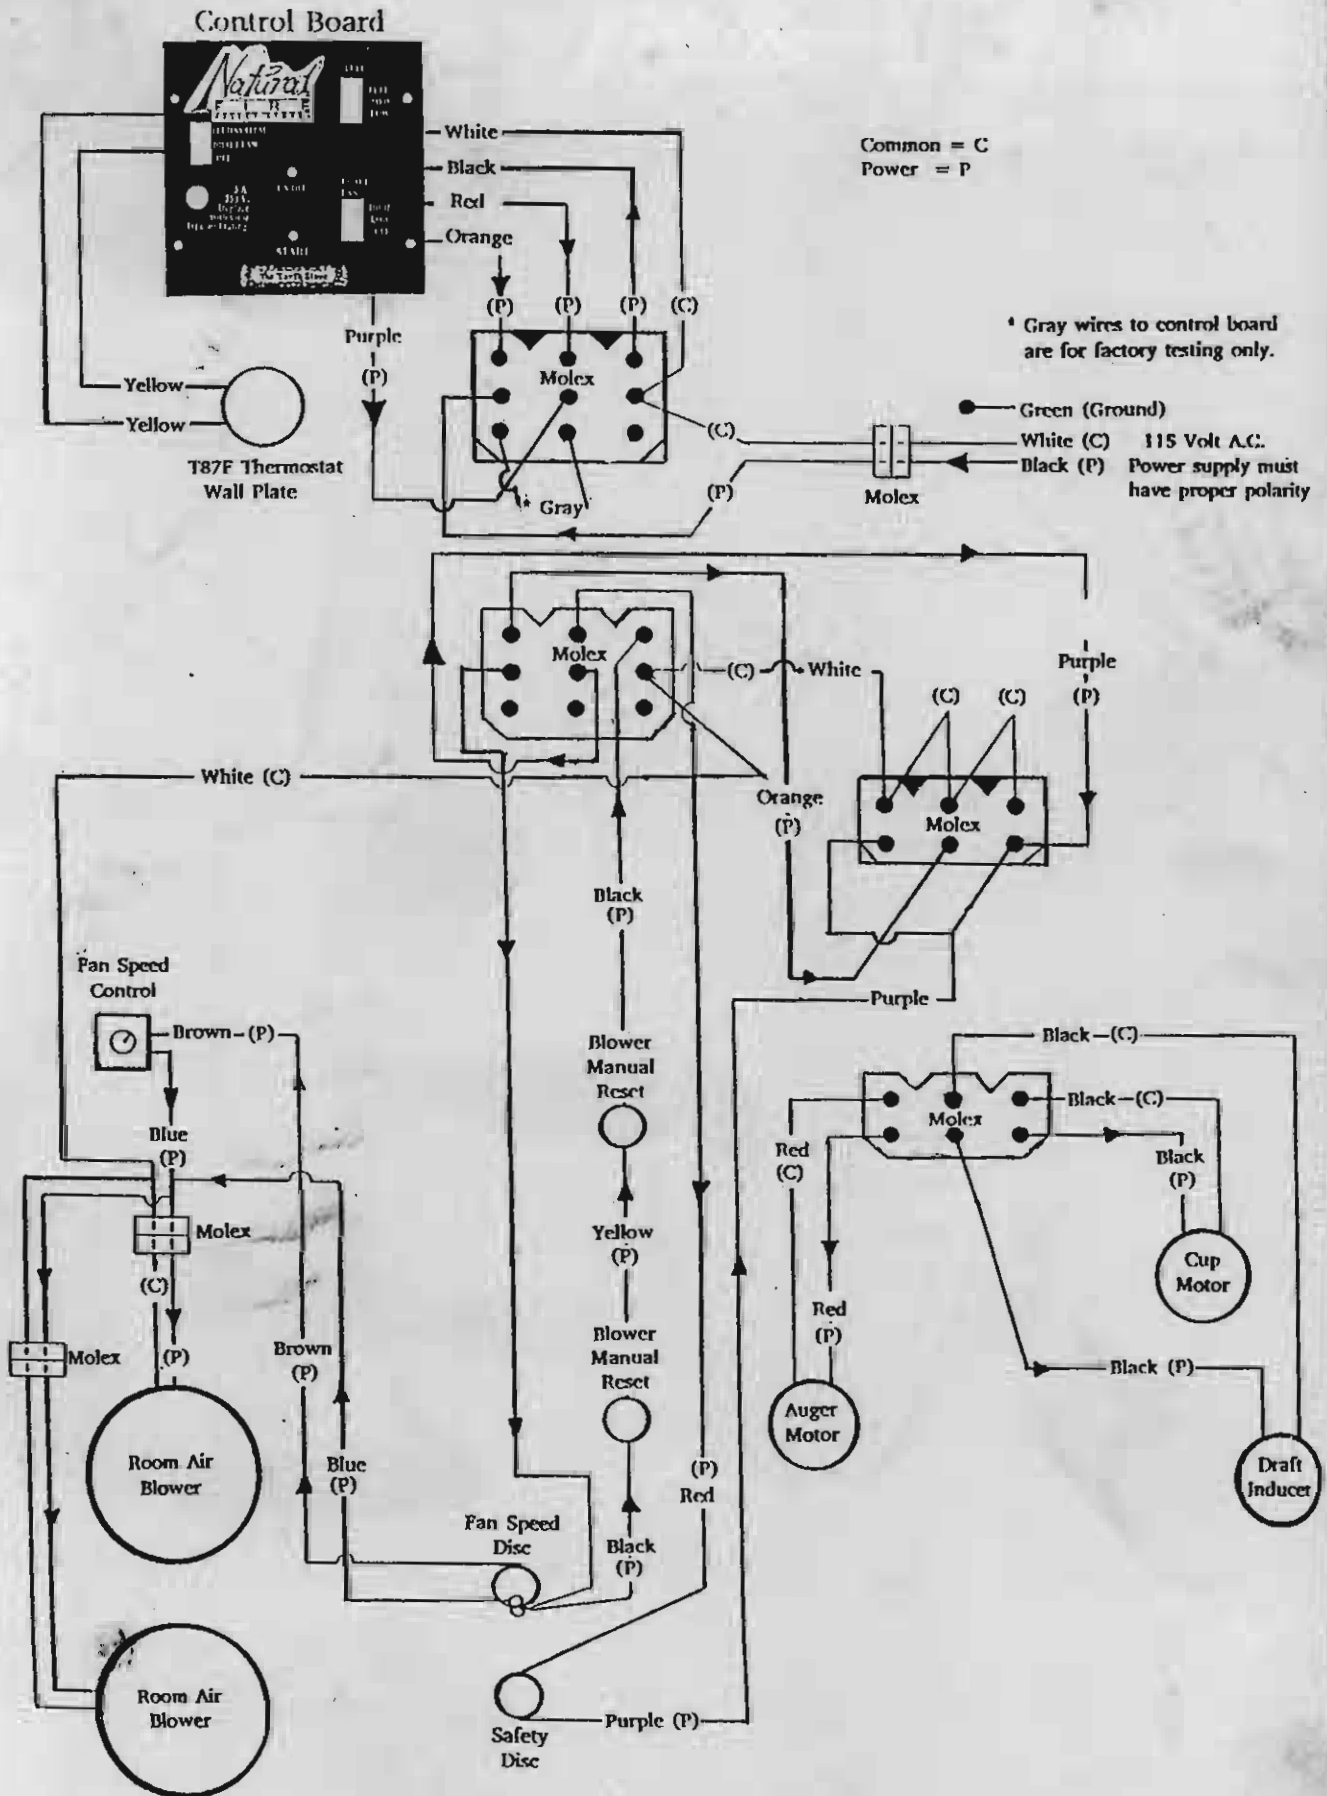 Control Board
Natural
START
The Earth Stove
White
Black
Red
Orange
Common = C
Power = P
(P)
(P)
(P)
(C)
Purple
(P)
Molex
* Gray wires to control board
are for factory testing only.
Yellow
Yellow
T87F Thermostat
Wall Plate
(C)
(P)
* Gray
Molex
Green (Ground)
White (C) 115 Volt A.C.
Black (P) Power supply must
have proper polarity
Molex
(C)
White
Purple
(P)
(C)
(C)
White (C)
Orange
(P)
Molex
Black
(P)
Fan Speed
Control
Brown (P)
Purple
Blower
Manual
Reset
Black (C)
Molex
Black (C)
Black
(P)
Red
(C)
Blue
(P)
Molex
Yellow
(P)
Cup
Motor
(C)
Red
(P)
Molex
(P)
Brown
(P)
Blower
Manual
Reset
Black (P)
Auger
Motor
Room Air
Blower
Blue
(P)
(P)
Red
Draft
Inducer
Fan Speed
Disc
Black
(P)
Room Air
Blower
Safety
Disc
Purple (P)